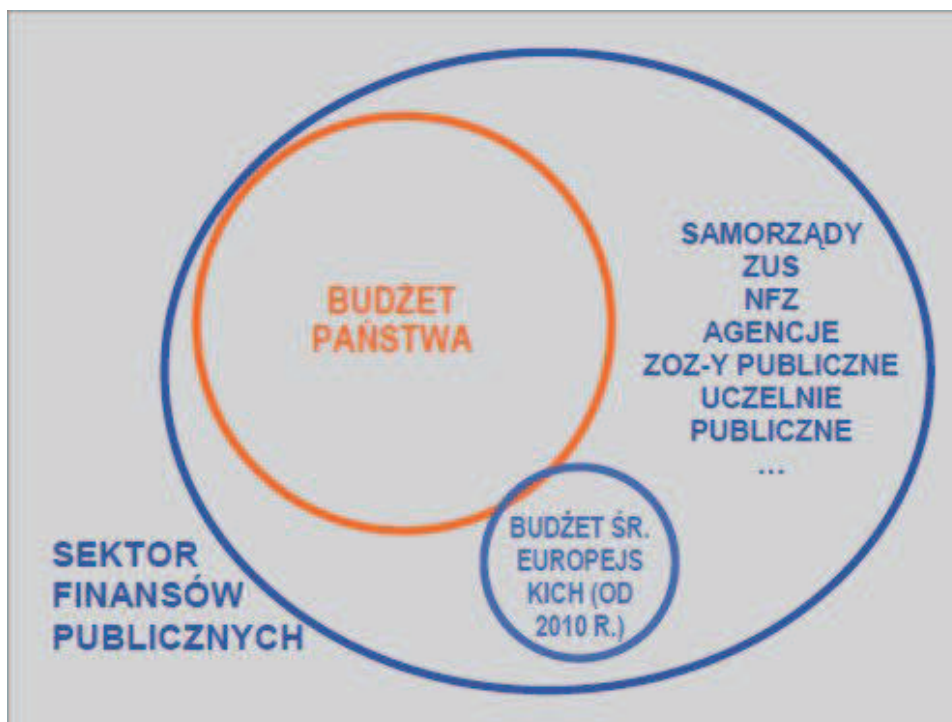 BUDŻET
PAŃSTWA
SAMORZĄDY
ZUS
NFZ
AGENCJE
ZOZ-Y PUBLICZNE
UCZELNIE
PUBLICZNE
...
BUDŻET ŚR.
EUROPEJS
KICH (OD
2010 R.)
SEKTOR
FINANSÓW
PUBLICZNYCH